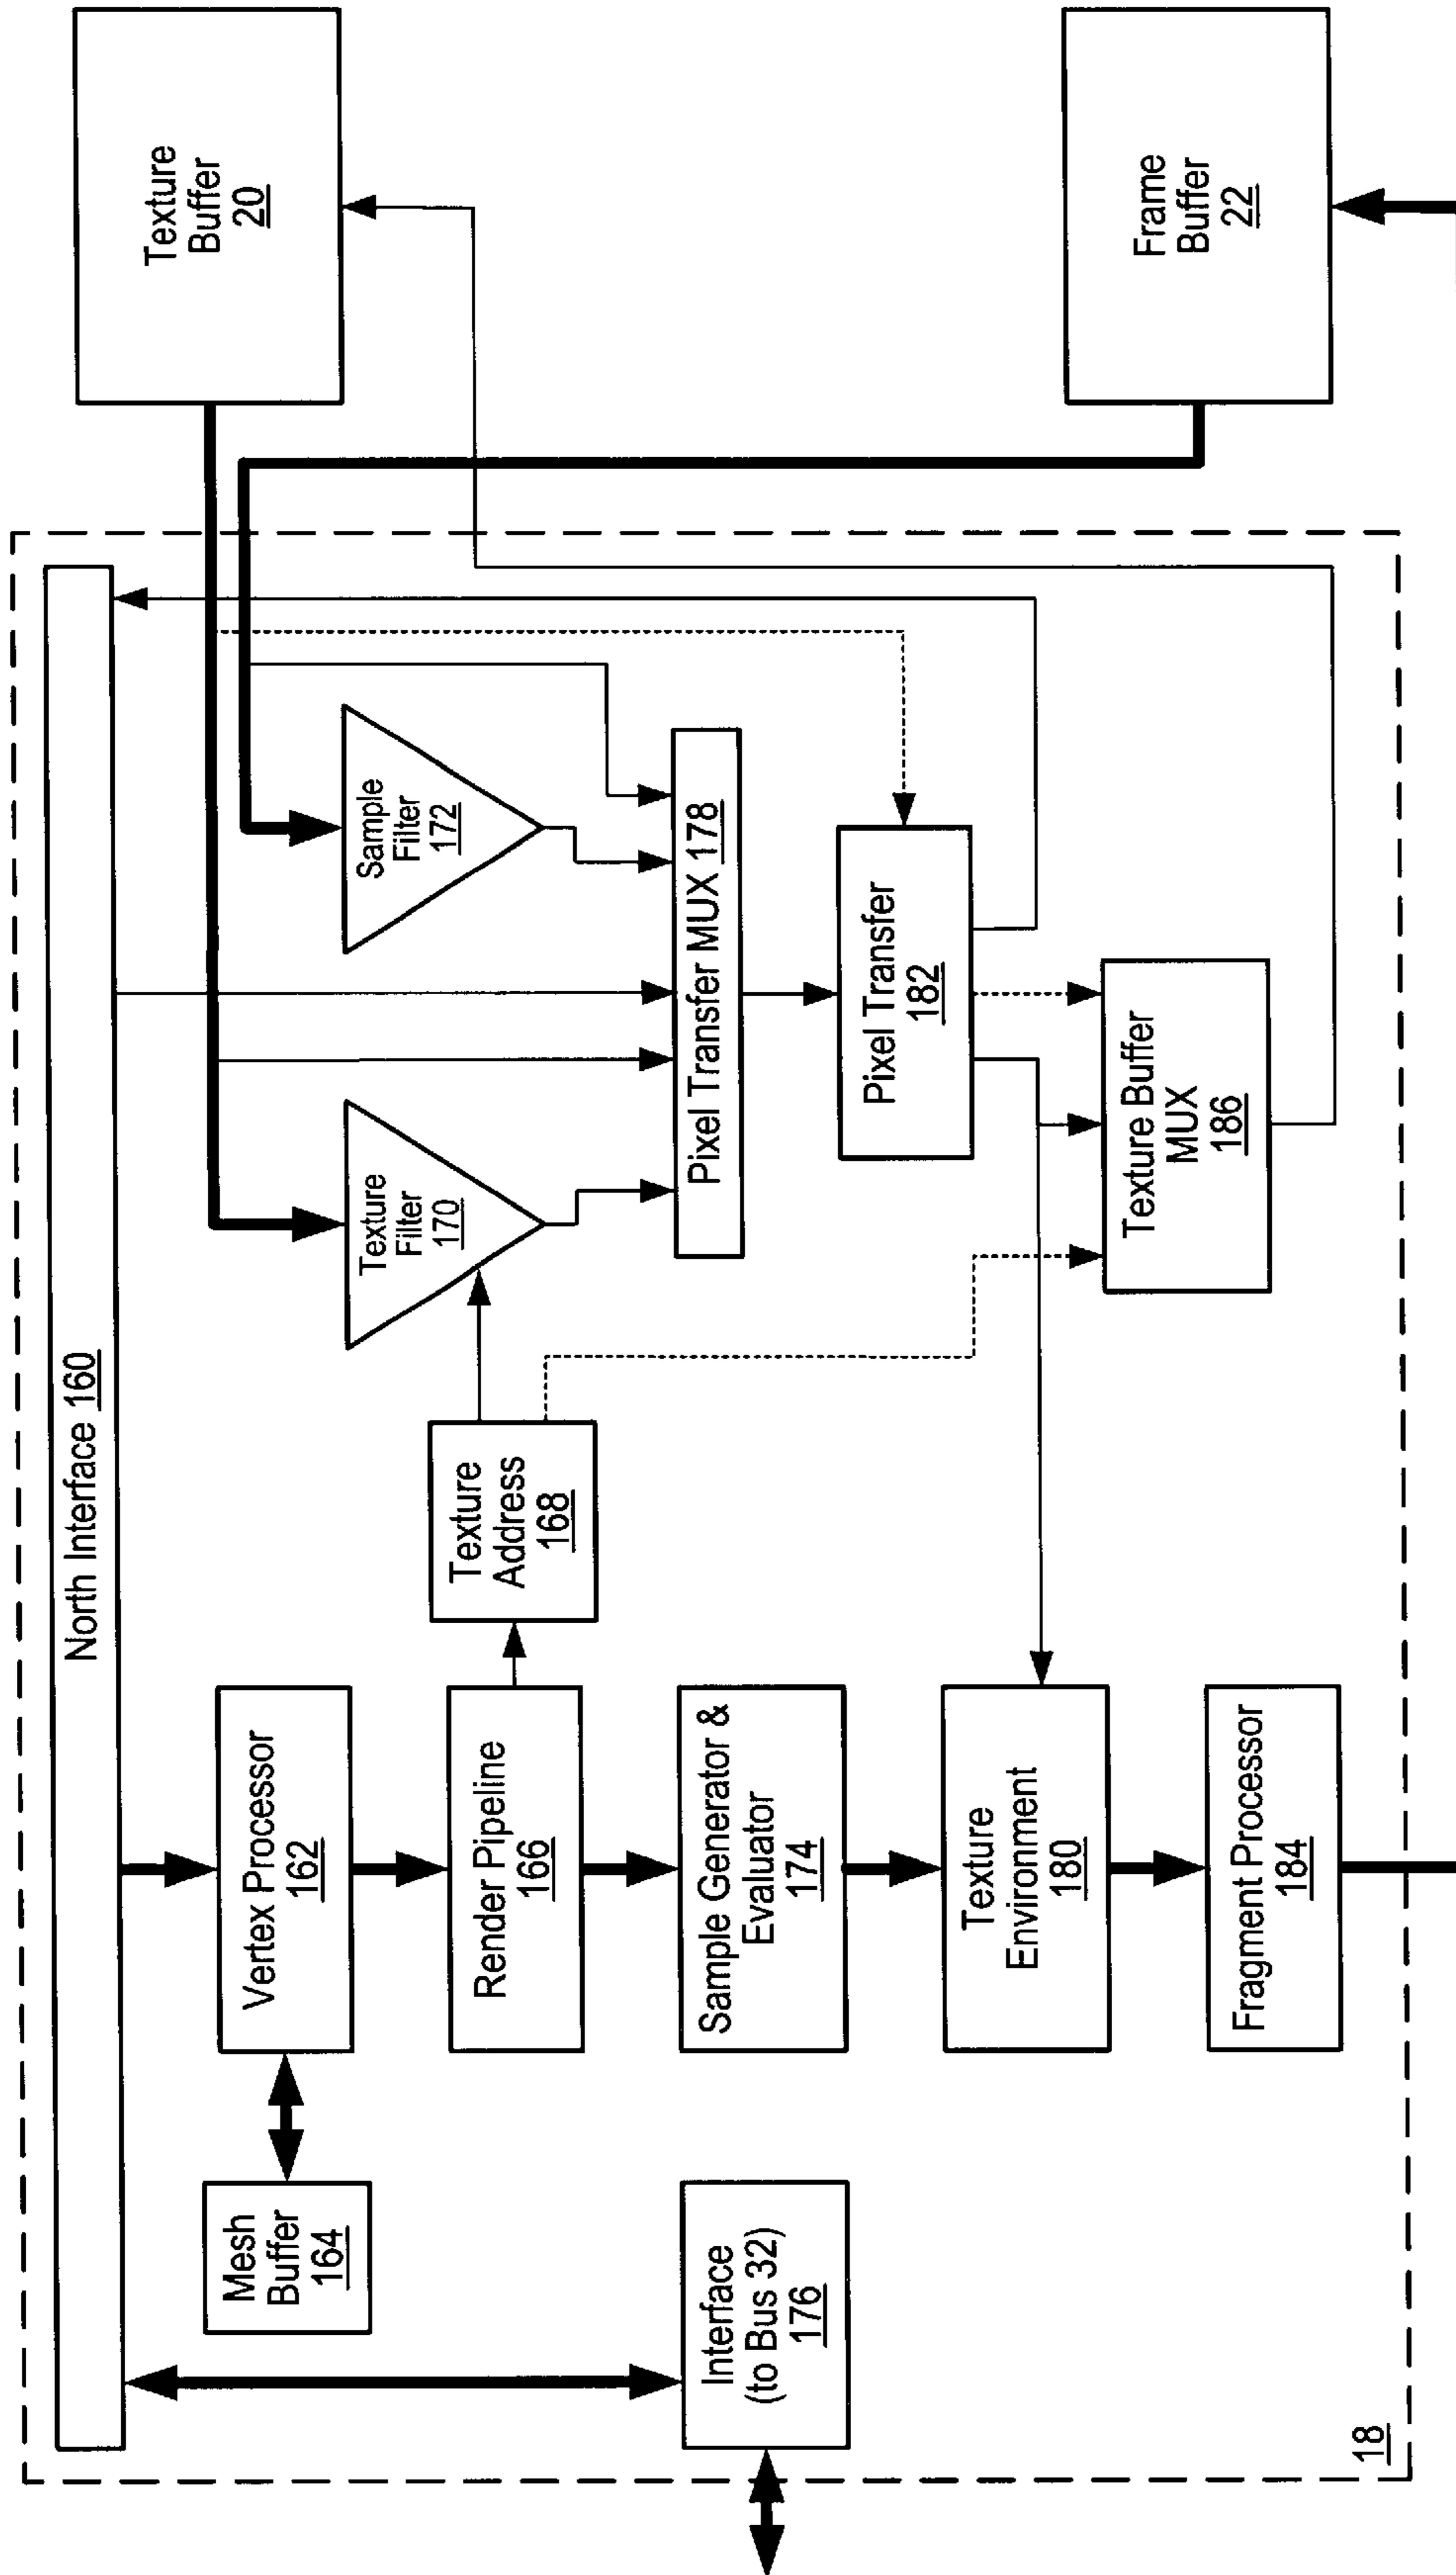 North Interface 160
Vertex Processor
162
Mesh
Buffer
164
Render Pipeline
166
Texture
Address
168
Texture
Filter
170
Sample
Filter
172
Sample Generator &
Evaluator
174
Interface
(to Bus 32)
176
Pixel Transfer MUX 178
Texture
Environment
180
Pixel Transfer
182
Fragment Processor
184
Texture Buffer
MUX
186
18
Texture
Buffer
20
Frame
Buffer
22